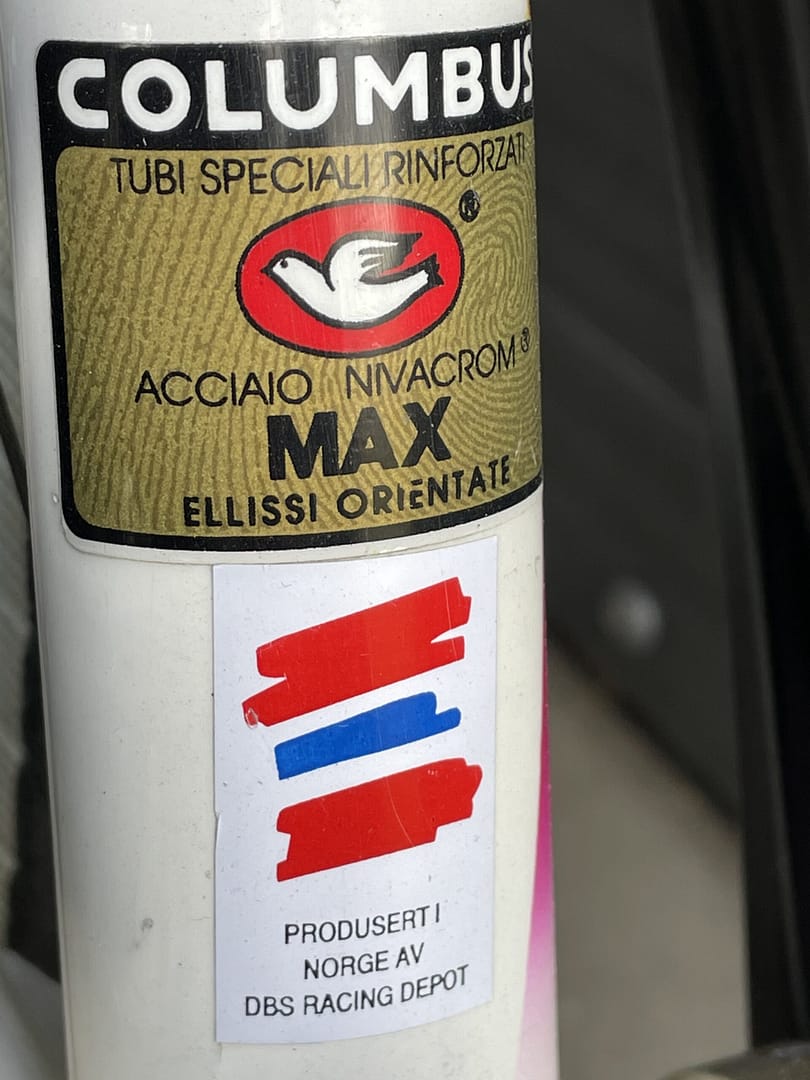 COLUMBUS
TUBI SPECIALI RINFORZATI
®
ACCIAIO NIVACROM®
MAX
ELLISSI ORIENTATE
PRODUSERT I
NORGE AV
DBS RACING DEPOT